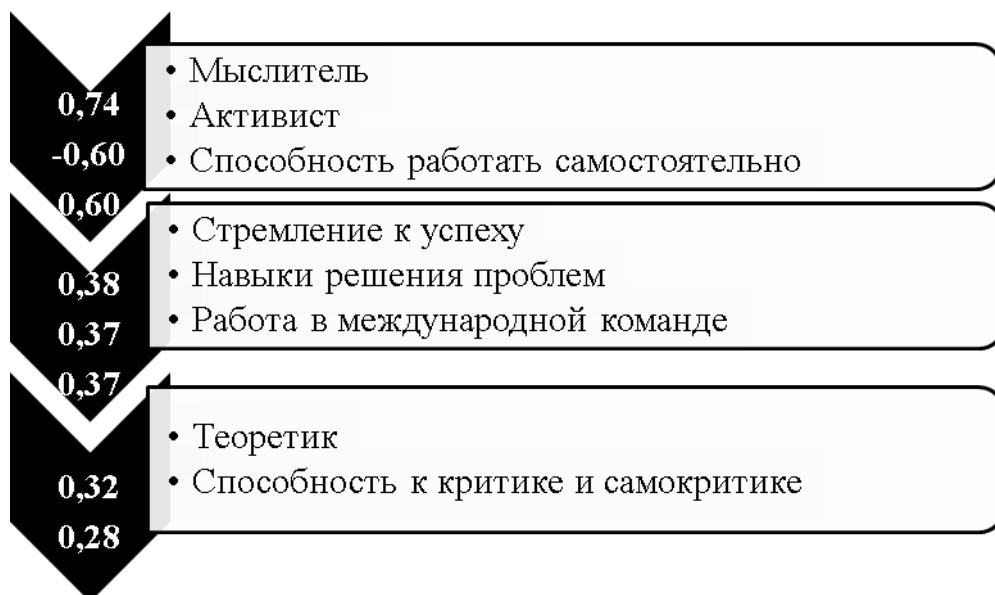 0,74
-0,60
0,60
• Мыслитель
• Активист
• Способность работать самостоятельно
0,38
0,37
0,37
• Стремление к успеху
• Навыки решения проблем
• Работа в международной команде
0,32
0,28
• Теоретик
• Способность к критике и самокритике